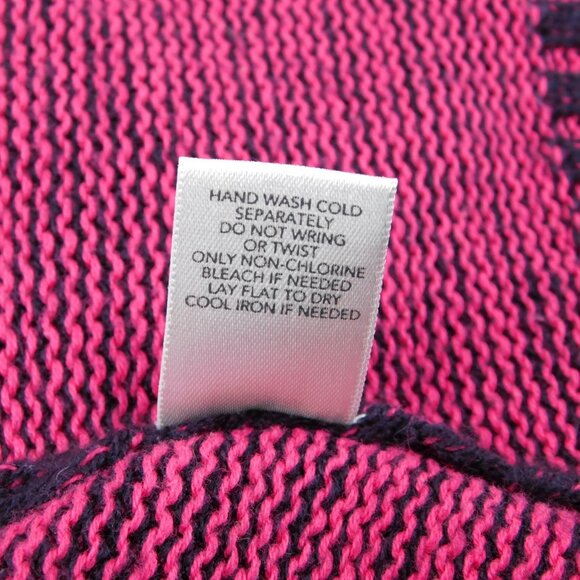 HAND WASH COLD
SEPARATELY
DO NOT WRING
OR TWIST
ONLY NON-CHLORINE
BLEACH IF NEEDED
LAY FLAT TO DRY
COOL IRON IF NEEDED